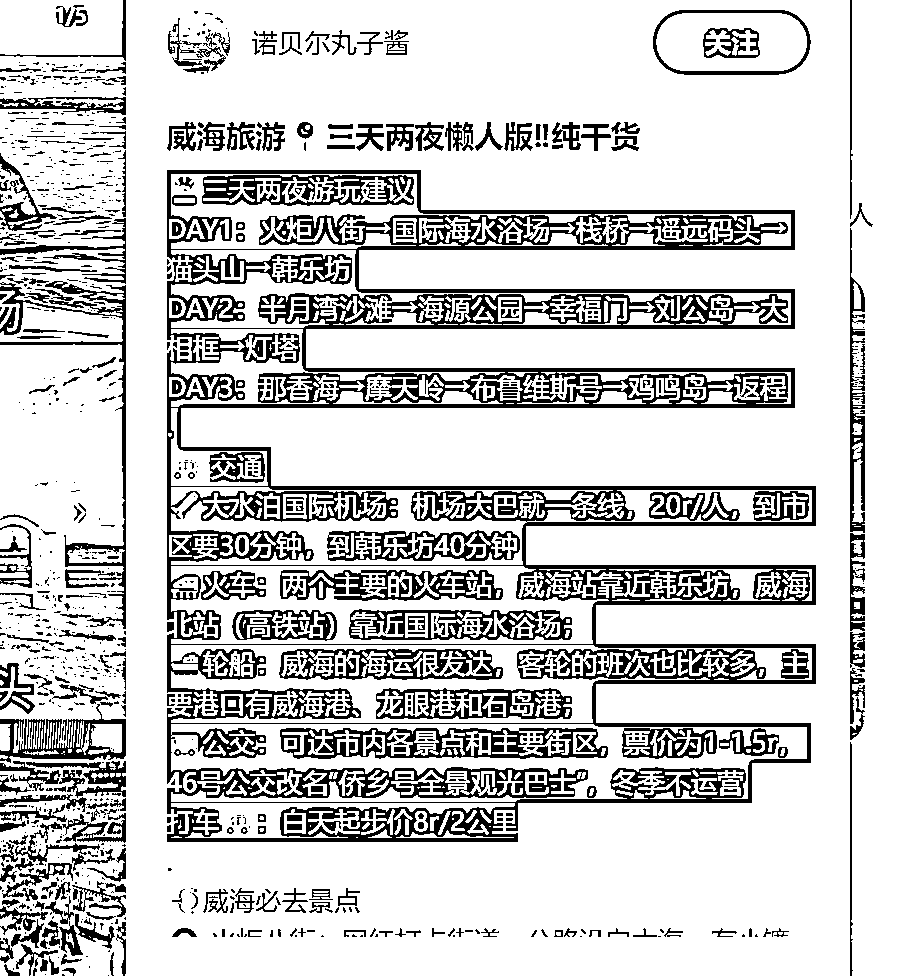 1/5
诺贝尔丸子酱
关注
威海旅游📍三天两夜懒人版‼️纯干货
三天两夜游玩建议
DAY1：火炬八街→国际海水浴场→栈桥→遥远码头→
猫头山→韩乐坊
DAY2：半月湾沙滩→海源公园→幸福门→刘公岛→大
相框→灯塔
DAY3：那香海→摩天岭→布鲁维斯号→鸡鸣岛→返程
.
交通
大水泊国际机场：机场大巴就一条线，20r/人，到市
区要30分钟，到韩乐坊40分钟
火车：两个主要的火车站，威海站靠近韩乐坊，威海
北站（高铁站）靠近国际海水浴场；
轮船：威海的海运很发达，客轮的班次也比较多，主
要港口有威海港、龙眼港和石岛港；
公交：可达市内各景点和主要街区，票价为1-1.5r，
46号公交改名“侨乡号全景观光巴士”，冬季不运营
打车：白天起步价8r/2公里
.
威海必去景点
场
头
人